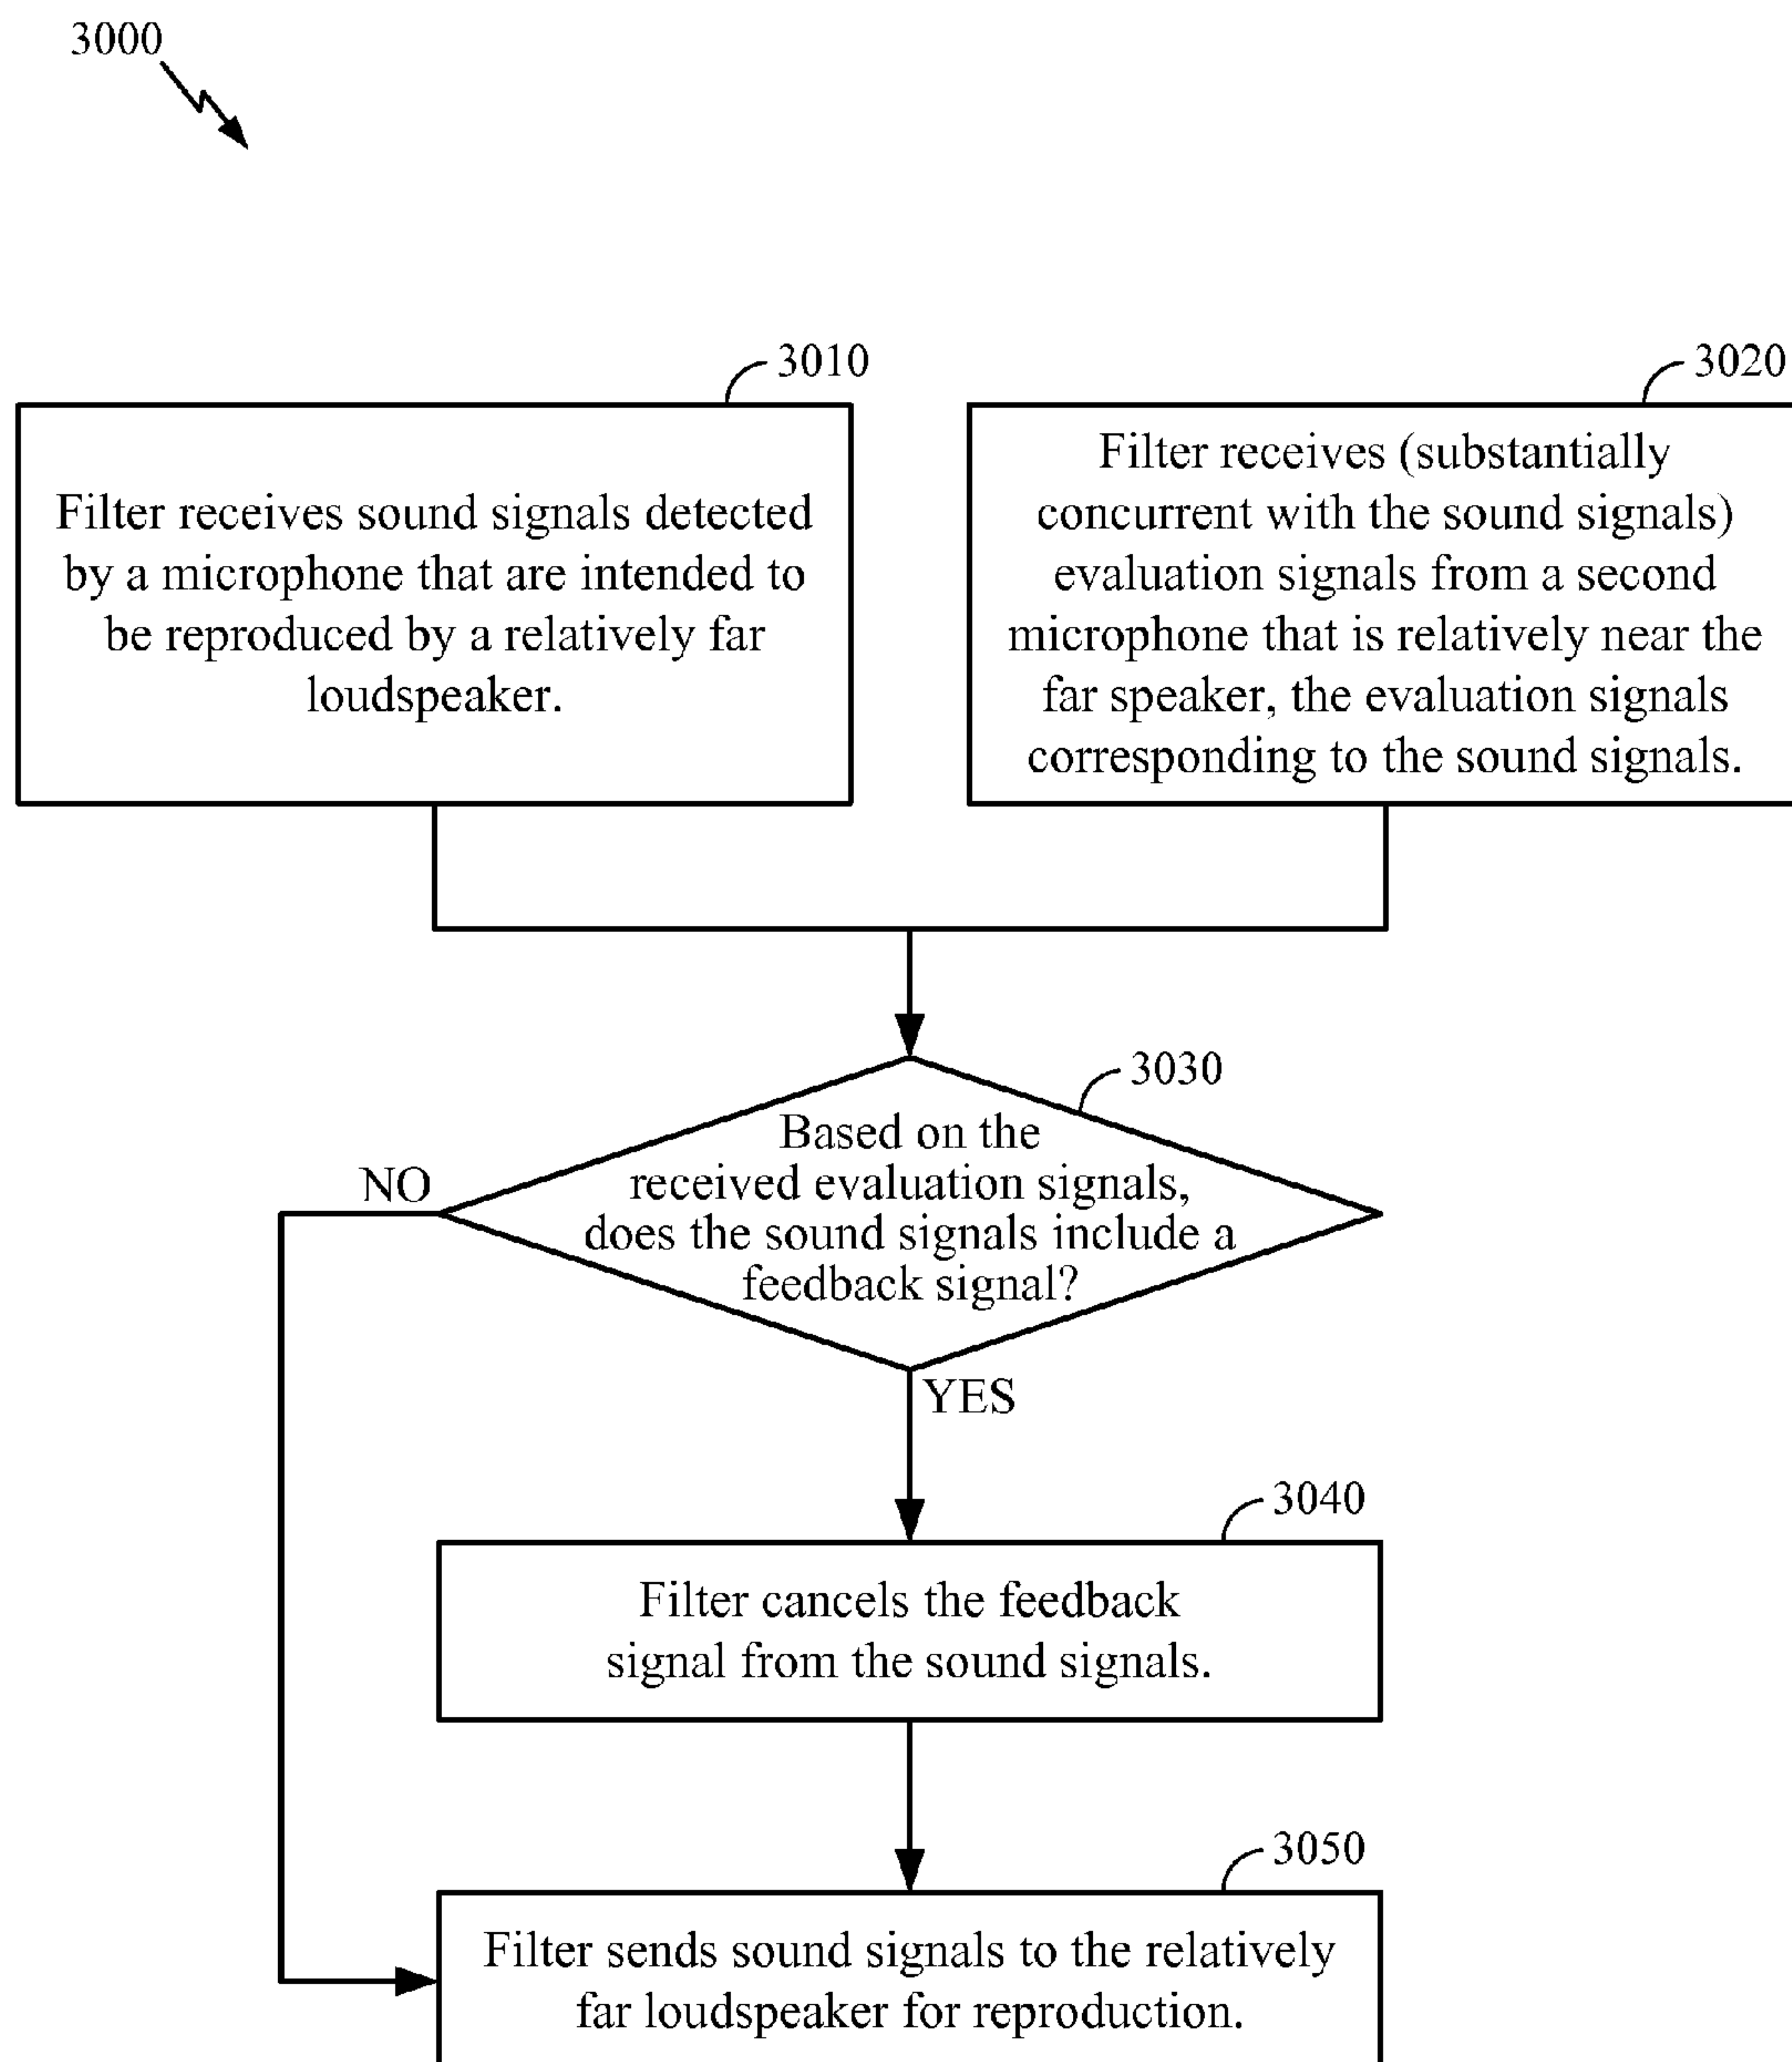 3000
3010
Filter receives sound signals detected
by a microphone that are intended to
be reproduced by a relatively far
loudspeaker.
3020
Filter receives (substantially
concurrent with the sound signals)
evaluation signals from a second
microphone that is relatively near the
far speaker, the evaluation signals
corresponding to the sound signals.
3030
Based on the
received evaluation signals,
does the sound signals include a
feedback signal?
NO
YES
3040
Filter cancels the feedback
signal from the sound signals.
3050
Filter sends sound signals to the relatively
far loudspeaker for reproduction.